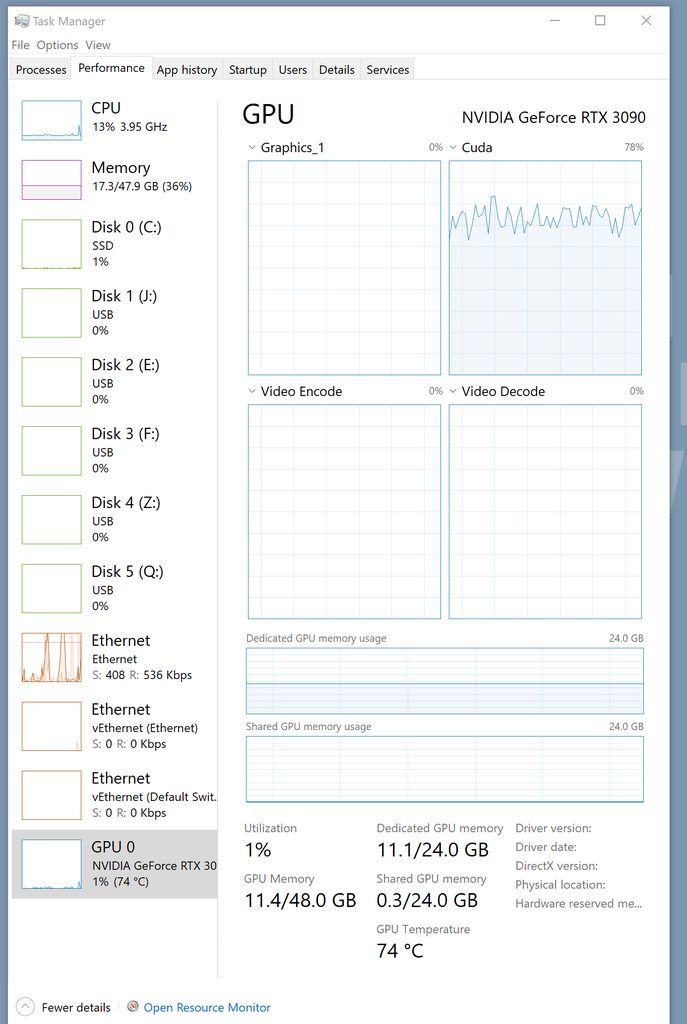 Task Manager
File Options View
Processes Performance App history Startup Users Details Services
CPU
13% 3.95 GHz
Memory
17.3/47.9 GB (36%)
Disk 0 (C:)
SSD
1%
Disk 1 (J:)
USB
0%
Disk 2 (E:)
USB
0%
Disk 3 (F:)
USB
0%
Disk 4 (Z:)
USB
0%
Disk 5 (Q:)
USB
0%
Ethernet
Ethernet
S: 408 R: 536 Kbps
Ethernet
vEthernet (Ethernet)
S: 0 R: 0 Kbps
Ethernet
vEthernet (Default Swit...
S: 0 R: 0 Kbps
GPU 0
NVIDIA GeForce RTX 30
1% (74 °C)
GPU NVIDIA GeForce RTX 3090
Graphics_1 0% Cuda 78%
Video Encode 0% Video Decode 0%
Dedicated GPU memory usage 24.0 GB
Shared GPU memory usage 24.0 GB
Utilization
1%
GPU Memory
11.4/48.0 GB
Dedicated GPU memory
11.1/24.0 GB
Shared GPU memory
0.3/24.0 GB
GPU Temperature
74 °C
Driver version:
Driver date:
DirectX version:
Physical location:
Hardware reserved me...
Fewer details Open Resource Monitor